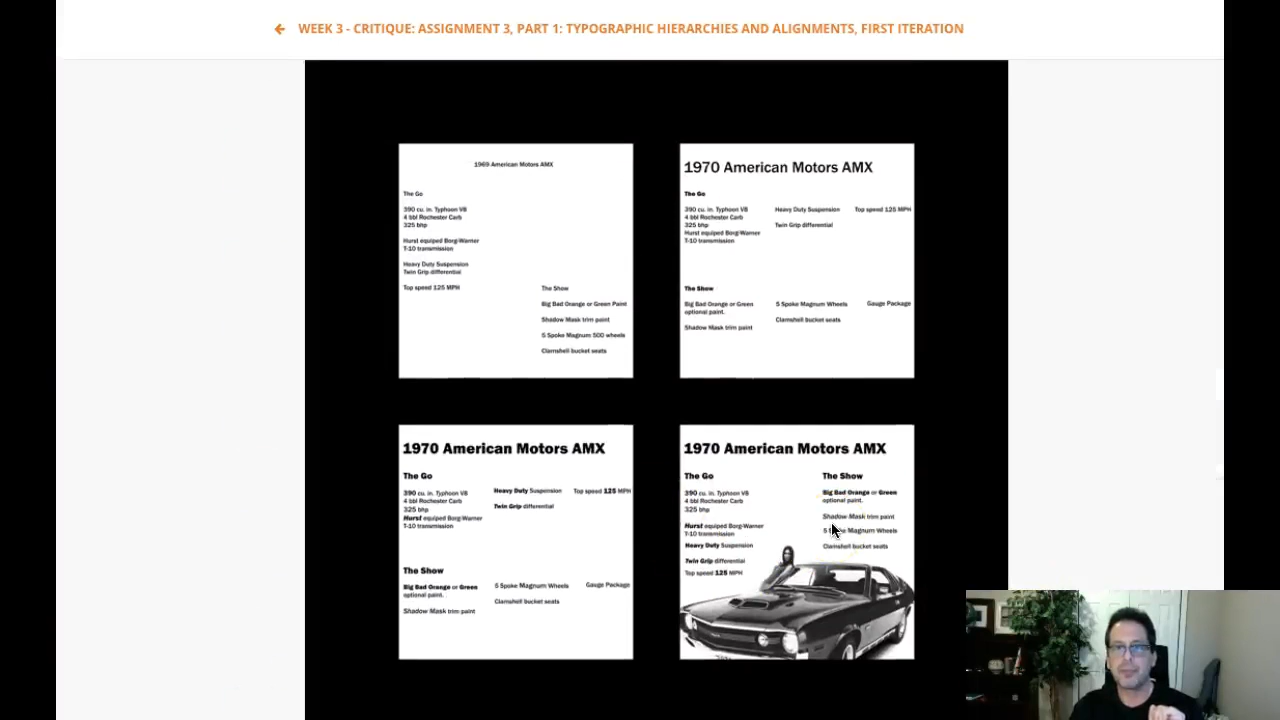 WEEK 3 - CRITIQUE: ASSIGNMENT 3, PART 1: TYPOGRAPHIC HIERARCHIES AND ALIGNMENTS, FIRST ITERATION
1969 American Motors AMX
The Go
390 cu. in. Typhoon V8
4 bbl Rochester Carb
325 bhp
Hurst equiped Borg-Warner
T-10 transmission
Heavy Duty Suspension
Twin Grip differential
Top speed 125 MPH
The Show
Big Bad Orange or Green Paint
Shadow Mask trim paint
5 Spoke Magnum 500 wheels
Clamshell bucket seats
1970 American Motors AMX
The Go
390 cu. in. Typhoon V8
4 bbl Rochester Carb
325 bhp
Hurst equiped Borg-Warner
T-10 transmission
Heavy Duty Suspension
Twin Grip differential
Top speed 125 MPH
The Show
Big Bad Orange or Green
optional paint.
Shadow Mask trim paint
5 Spoke Magnum Wheels
Clamshell bucket seats
Gauge Package
1970 American Motors AMX
The Go
390 cu. in. Typhoon V8
4 bbl Rochester Carb
325 bhp
Hurst equiped Borg-Warner
T-10 transmission
Heavy Duty Suspension
Twin Grip differential
Top speed 125 MPH
The Show
Big Bad Orange or Green
optional paint.
Shadow Mask trim paint
5 Spoke Magnum Wheels
Clamshell bucket seats
Gauge Package
1970 American Motors AMX
The Go
390 cu. in. Typhoon V8
4 bbl Rochester Carb
325 bhp
Hurst equiped Borg-Warner
T-10 transmission
Heavy Duty Suspension
Twin Grip differential
Top speed 125 MPH
The Show
Big Bad Orange or Green
optional paint.
Shadow-Mask trim paint
5 Magnum Wheels
Clamshell bucket seats